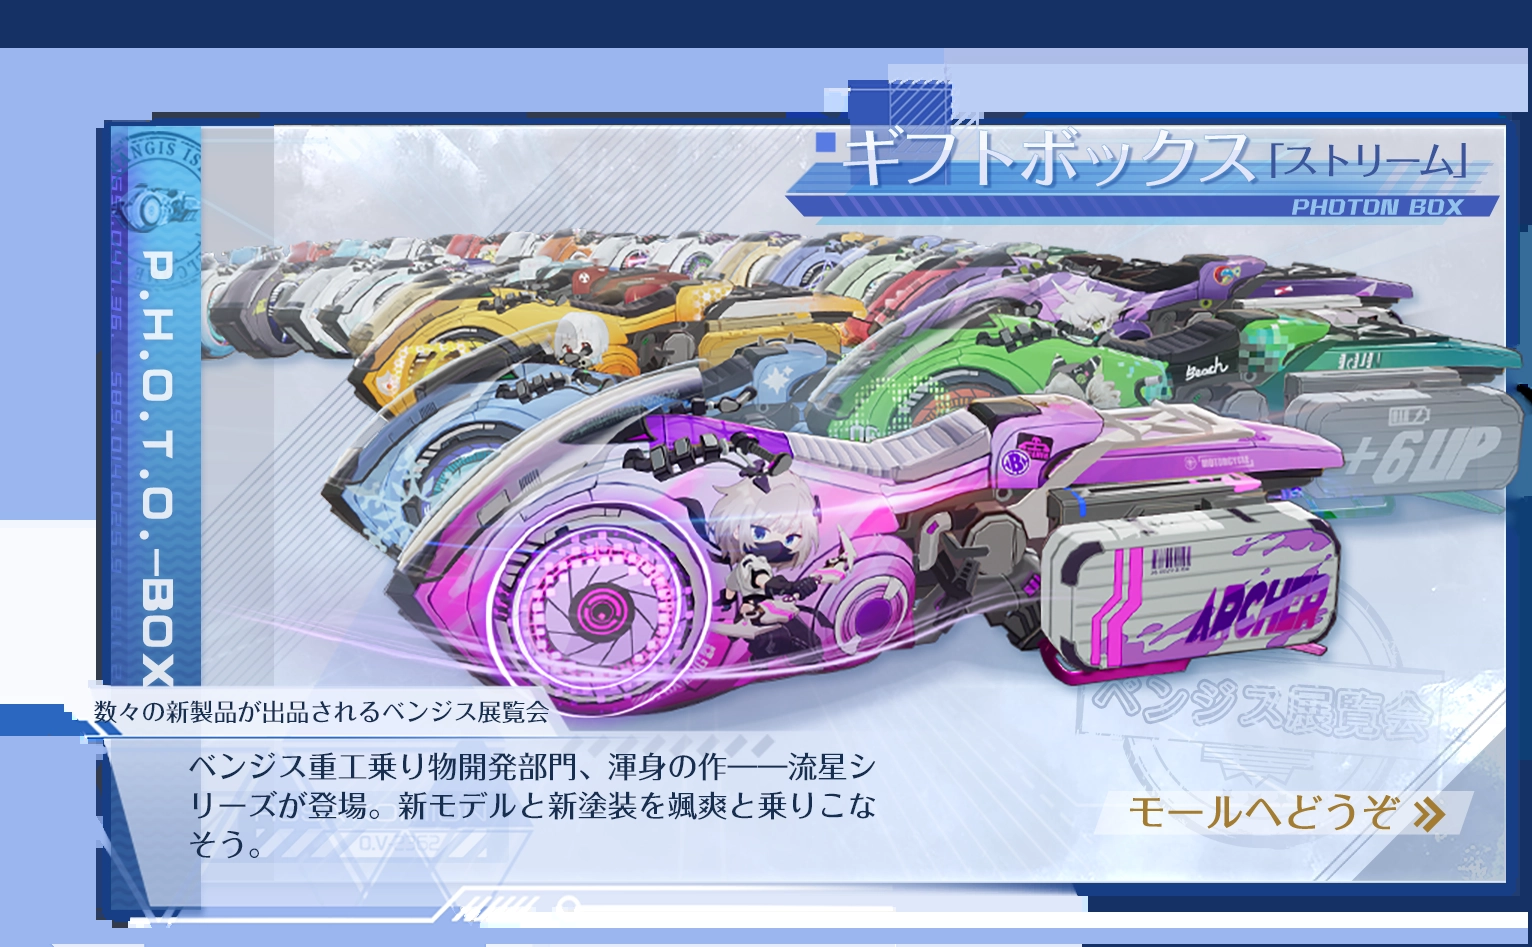 ギフトボックス「ストリーム」
PHOTON BOX
P.H.O.T.O.-BOX
Beach
+6UP
MOTORCYCLE
B
ARCHER
ベンジス展覧会
数々の新製品が出品されるベンジス展覧会
ベンジス重工乗り物開発部門、渾身の作——流星シ
リーズが登場。新モデルと新塗装を颯爽と乗りこな
そう。
モールへどうぞ